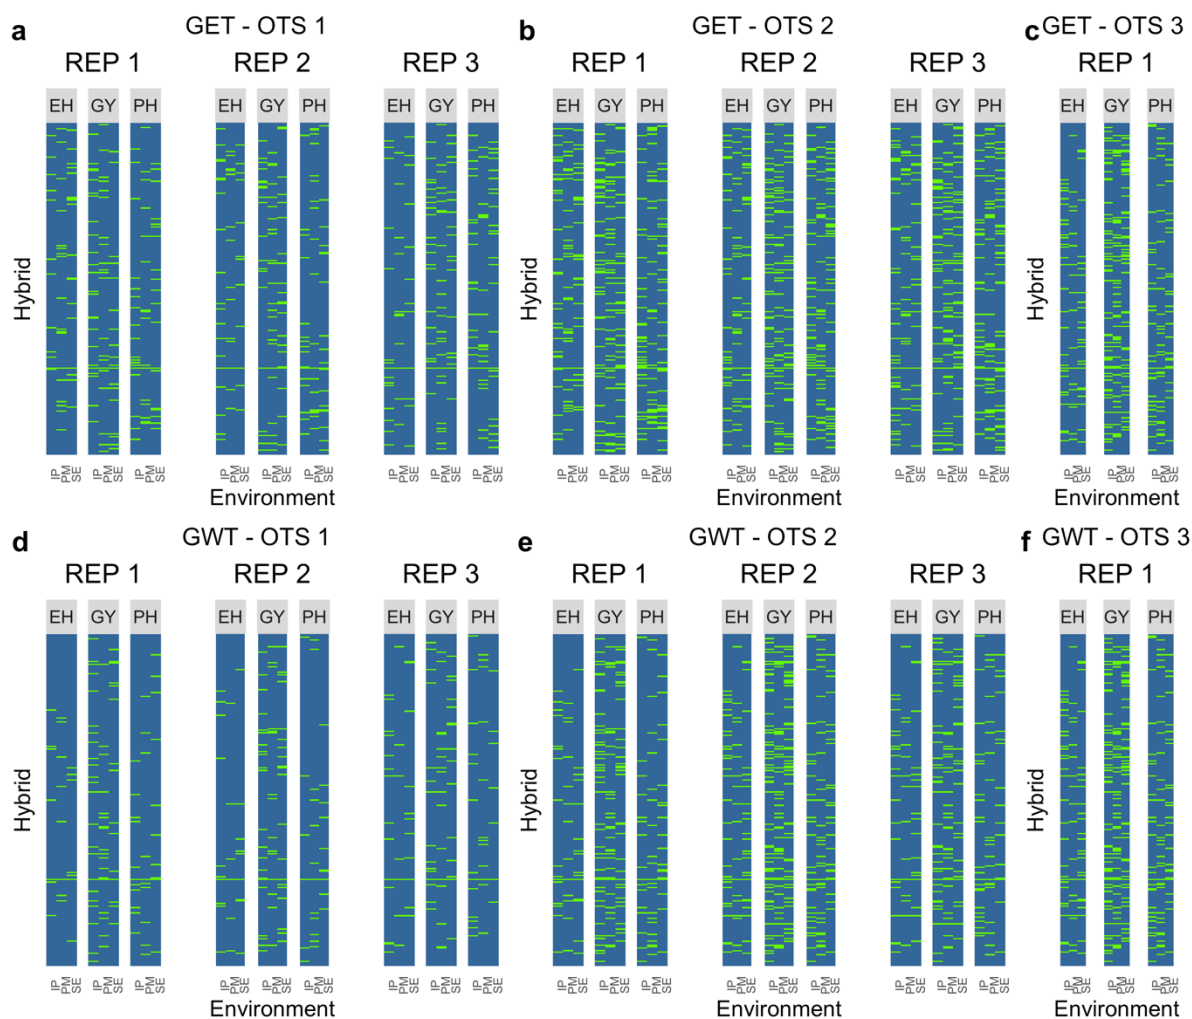 a GET - OTS 1 b GET - OTS 2 c GET - OTS 3
REP 1 REP 2 REP 3 REP 1 REP 2 REP 3 REP 1
EH GY PH EH GY PH EH GY PH EH GY PH EH GY PH EH GY PH EH GY PH
Hybrid Hybrid Hybrid
IP PM SE IP PM SE IP PM SE IP PM SE IP PM SE IP PM SE IP PM SE IP PM SE IP PM SE IP PM SE IP PM SE IP PM SE IP PM SE IP PM SE IP PM SE IP PM SE IP PM SE IP PM SE IP PM SE IP PM SE IP PM SE
Environment Environment Environment
d GWT - OTS 1 e GWT - OTS 2 f GWT - OTS 3
REP 1 REP 2 REP 3 REP 1 REP 2 REP 3 REP 1
EH GY PH EH GY PH EH GY PH EH GY PH EH GY PH EH GY PH EH GY PH
Hybrid Hybrid Hybrid
IP PM SE IP PM SE IP PM SE IP PM SE IP PM SE IP PM SE IP PM SE IP PM SE IP PM SE IP PM SE IP PM SE IP PM SE IP PM SE IP PM SE IP PM SE IP PM SE IP PM SE IP PM SE IP PM SE IP PM SE IP PM SE
Environment Environment Environment